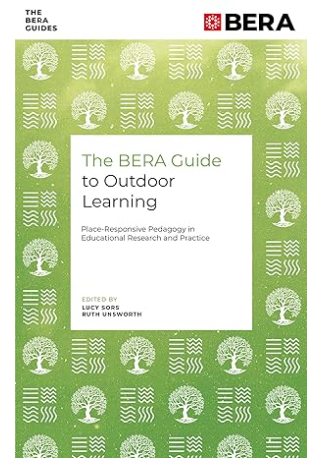 THE
BERA
GUIDES
BERA
The BERA Guide
to Outdoor
Learning
Place-Responsive Pedagogy in
Educational Research and Practice
EDITED BY
LUCY SORS
RUTH UNSWORTH